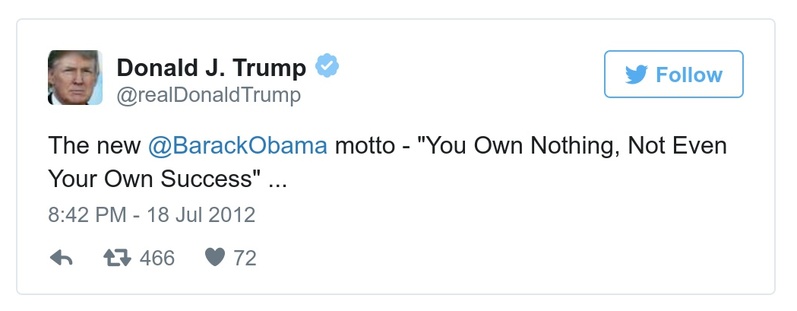 Donald J. Trump
@realDonaldTrump
Follow
The new @BarackObama motto - "You Own Nothing, Not Even
Your Own Success" ...
8:42 PM - 18 Jul 2012
466 72